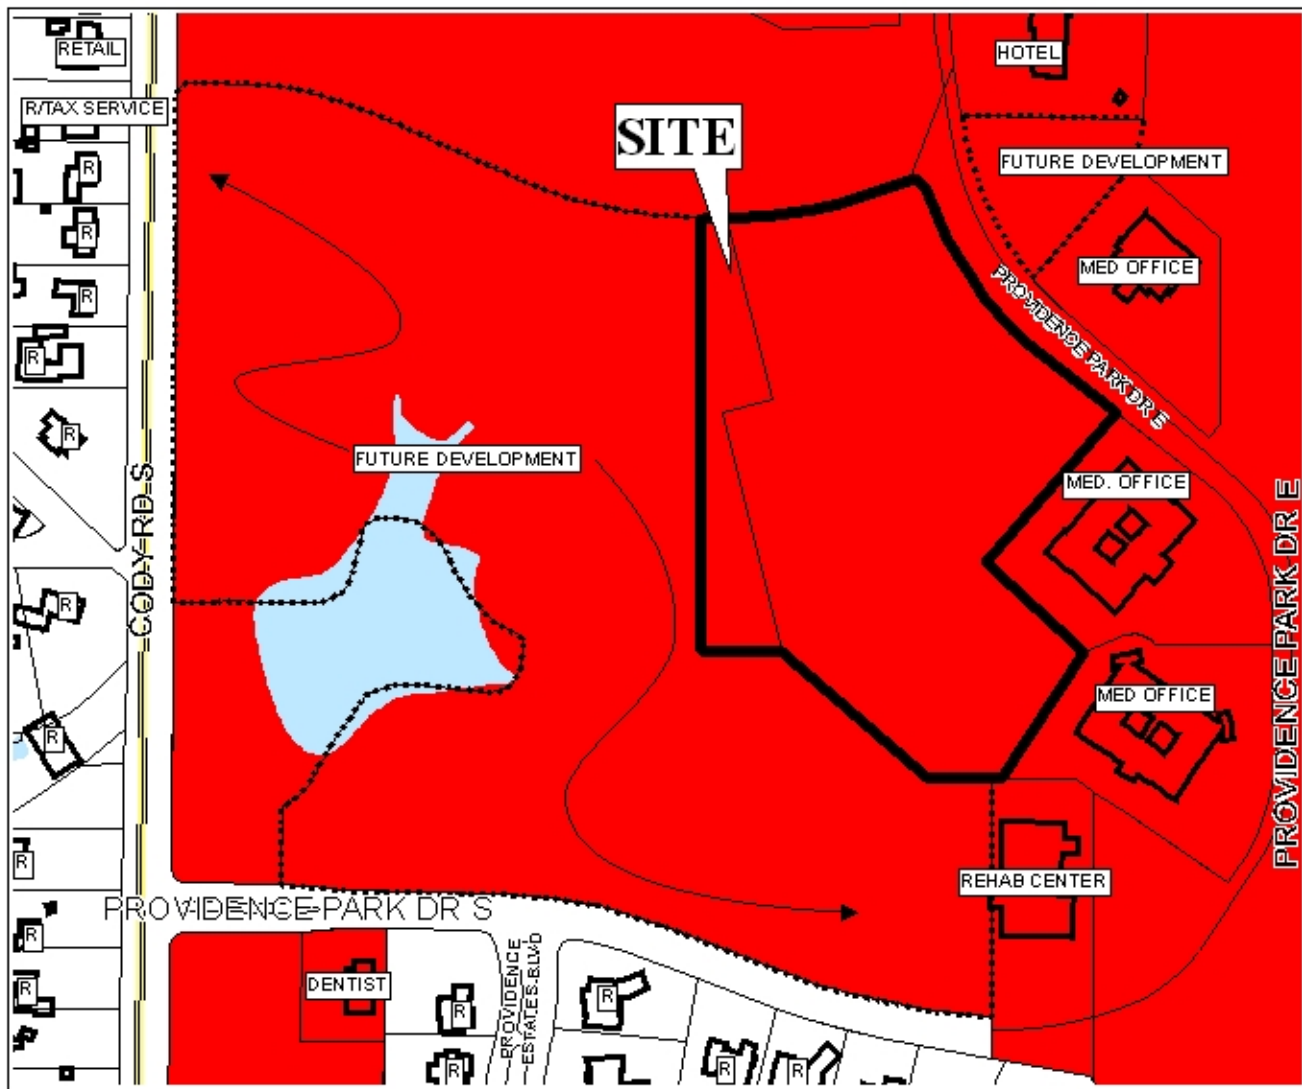 RETAIL
HOTEL
R/TAX SERVICE
SITE
FUTURE DEVELOPMENT
R
R
MED OFFICE
R
PROVIDENCE PARK DR E
R
R
FUTURE DEVELOPMENT
MED. OFFICE
CODY RD S
R
PROVIDENCE PARK DR E
MED OFFICE
R
R
REHAB CENTER
PROVIDENCE PARK DR S
R
PROVIDENCE
ESTATES BLVD
DENTIST
R
R
R
R
R
R